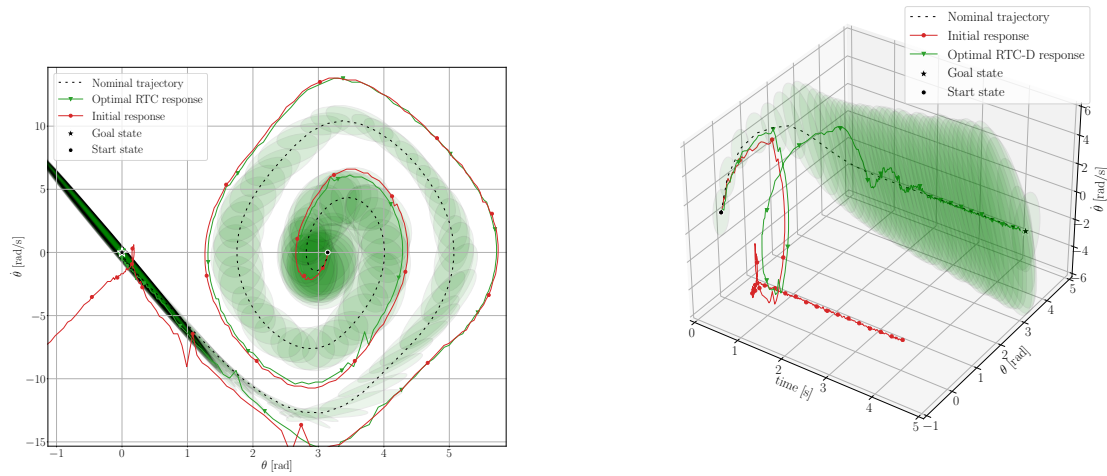 Nominal trajectory
Optimal RTC response
Initial response
Goal state
Start state
10
5
0
−5
−10
−15
θ̇ [rad/s]
−1
0
1
2
3
4
5
θ [rad]
Nominal trajectory
Initial response
Optimal RTC-D response
Goal state
Start state
6
4
2
0
−2
−4
−6
θ̇ [rad/s]
0
1
2
3
4
5
time [s]
−1
0
1
2
3
4
5
θ [rad]